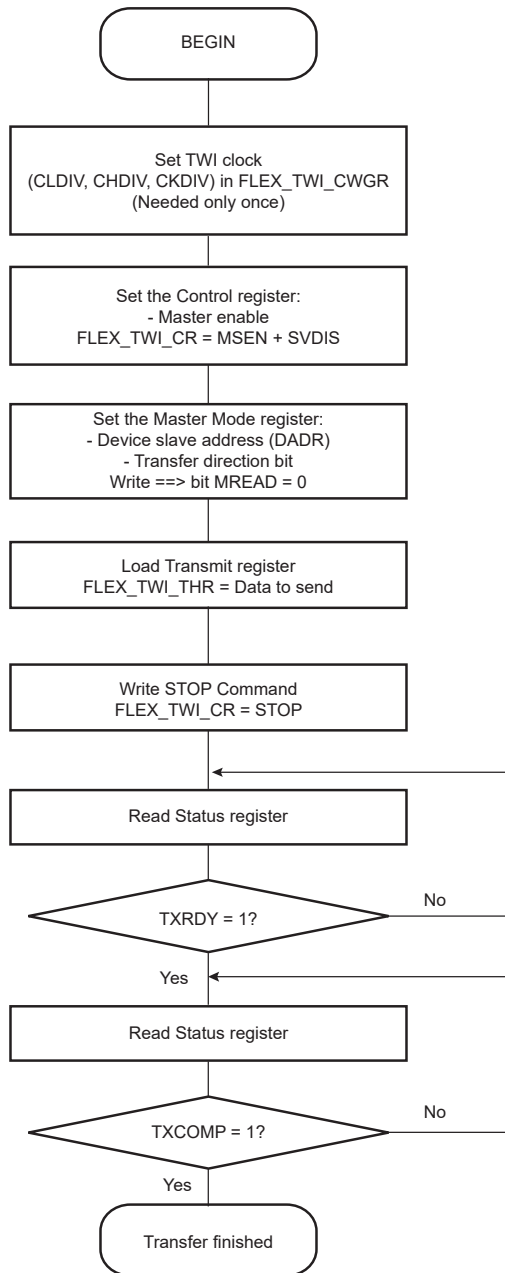 BEGIN
Set TWI clock
(CLDIV, CHDIV, CKDIV) in FLEX_TWI_CWGR
(Needed only once)
Set the Control register:
- Master enable
FLEX_TWI_CR = MSEN + SVDIS
Set the Master Mode register:
- Device slave address (DADR)
- Transfer direction bit
Write ==> bit MREAD = 0
Load Transmit register
FLEX_TWI_THR = Data to send
Write STOP Command
FLEX_TWI_CR = STOP
Read Status register
TXRDY = 1?
No
Yes
Read Status register
TXCOMP = 1?
No
Yes
Transfer finished